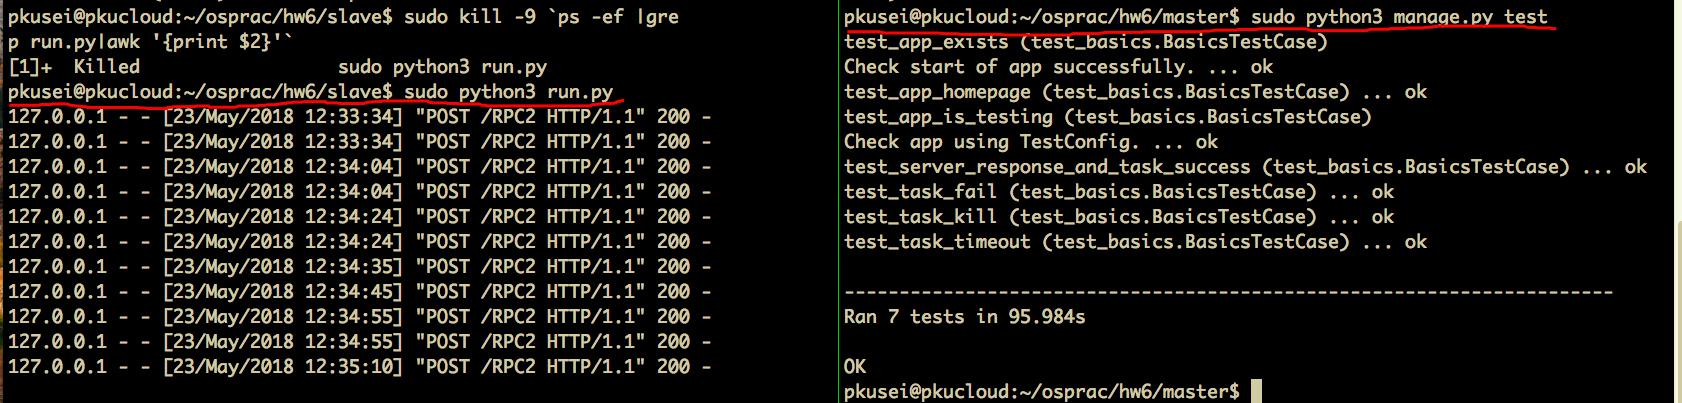 pkusei@pkucloud:~/osprac/hw6/slave$ sudo kill -9 `ps -ef |gre
p run.py|awk '{print $2}'`
[1]+  Killed                  sudo python3 run.py
pkusei@pkucloud:~/osprac/hw6/slave$ sudo python3 run.py
127.0.0.1 - - [23/May/2018 12:33:34] "POST /RPC2 HTTP/1.1" 200 -
127.0.0.1 - - [23/May/2018 12:33:34] "POST /RPC2 HTTP/1.1" 200 -
127.0.0.1 - - [23/May/2018 12:34:04] "POST /RPC2 HTTP/1.1" 200 -
127.0.0.1 - - [23/May/2018 12:34:04] "POST /RPC2 HTTP/1.1" 200 -
127.0.0.1 - - [23/May/2018 12:34:24] "POST /RPC2 HTTP/1.1" 200 -
127.0.0.1 - - [23/May/2018 12:34:24] "POST /RPC2 HTTP/1.1" 200 -
127.0.0.1 - - [23/May/2018 12:34:35] "POST /RPC2 HTTP/1.1" 200 -
127.0.0.1 - - [23/May/2018 12:34:45] "POST /RPC2 HTTP/1.1" 200 -
127.0.0.1 - - [23/May/2018 12:34:55] "POST /RPC2 HTTP/1.1" 200 -
127.0.0.1 - - [23/May/2018 12:34:55] "POST /RPC2 HTTP/1.1" 200 -
127.0.0.1 - - [23/May/2018 12:35:10] "POST /RPC2 HTTP/1.1" 200 -
pkusei@pkucloud:~/osprac/hw6/master$ sudo python3 manage.py test
test_app_exists (test_basics.BasicsTestCase)
Check start of app successfully. ... ok
test_app_homepage (test_basics.BasicsTestCase) ... ok
test_app_is_testing (test_basics.BasicsTestCase)
Check app using TestConfig. ... ok
test_server_response_and_task_success (test_basics.BasicsTestCase) ... ok
test_task_fail (test_basics.BasicsTestCase) ... ok
test_task_kill (test_basics.BasicsTestCase) ... ok
test_task_timeout (test_basics.BasicsTestCase) ... ok
----------------------------------------------------------------------
Ran 7 tests in 95.984s
OK
pkusei@pkucloud:~/osprac/hw6/master$